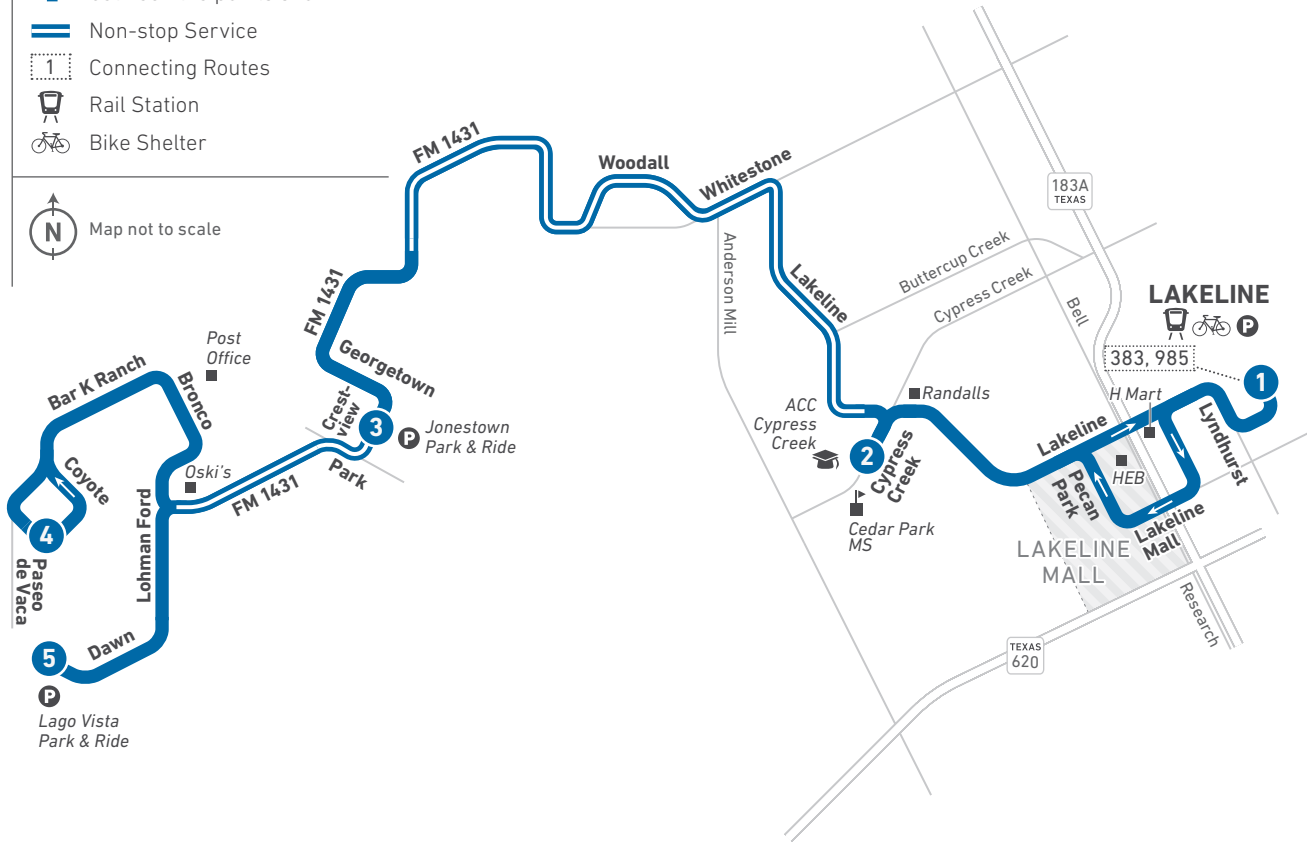 Non-stop Service
1
Connecting Routes
Rail Station
Bike Shelter
N
Map not to scale
FM 1431
Woodall
Whitestone
183A
TEXAS
Anderson Mill
Buttercup Creek
Cypress Creek
Lakeline
Bell
LAKELINE
P
383, 985
1
FM 1431
Georgetown
Post
Office
Bar K Ranch
Bronco
Crest-
view
3
P
Jonestown
Park & Ride
Park
Randalls
ACC
Cypress
Creek
2
Cypress
Creek
Cedar Park
MS
H Mart
Lakeline
Lyndhurst
HEB
Pecan
Park
Lakeline
Mall
LAKELINE
MALL
Research
Coyote
Oski's
FM 1431
4
Paseo
de Vaca
Lohman Ford
Dawn
5
P
Lago Vista
Park & Ride
TEXAS
620